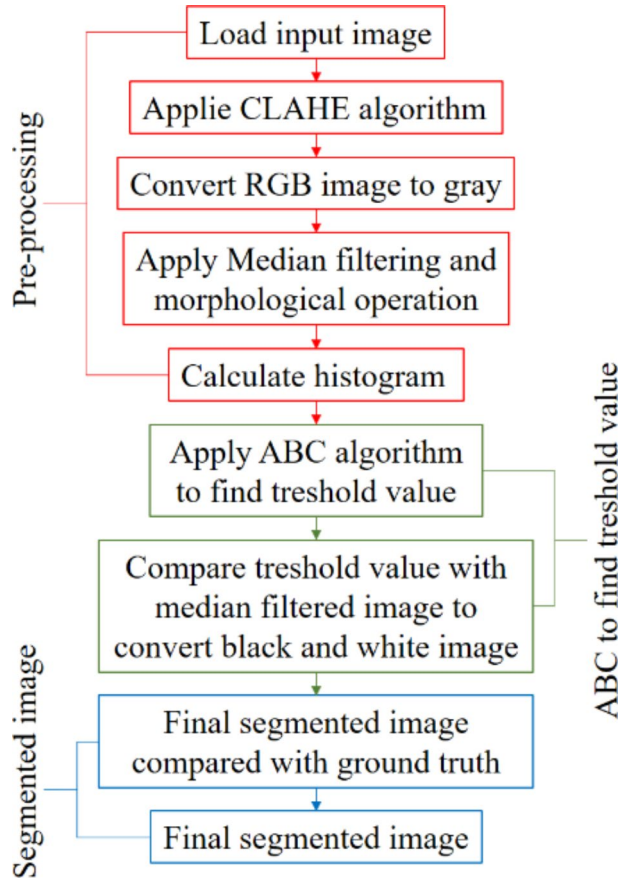 Load input image
Applie CLAHE algorithm
Convert RGB image to gray
Apply Median filtering and
morphological operation
Calculate histogram
Pre-processing
Apply ABC algorithm
to find treshold value
Compare treshold value with
median filtered image to
convert black and white image
ABC to find treshold value
Final segmented image
compared with ground truth
Final segmented image
Segmented image